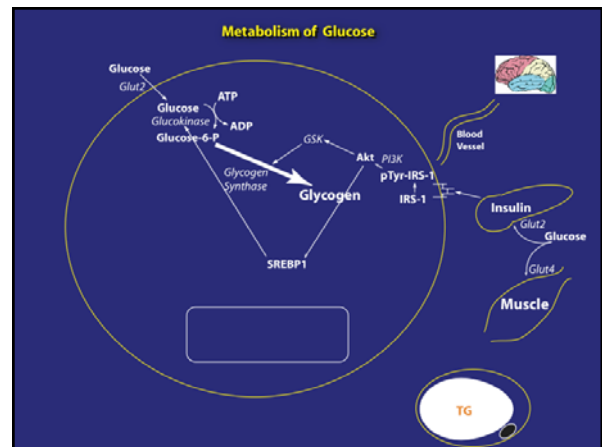 Metabolism of Glucose
Glucose
Glut2
Glucose
Glucokinase
Glucose-6-P
ATP
ADP
GSK
Akt
PI3K
pTyr-IRS-1
IRS-1
Glycogen
Synthase
Glycogen
SREBP1
Blood
Vessel
Insulin
Glut2
Glucose
Glut4
Muscle
TG